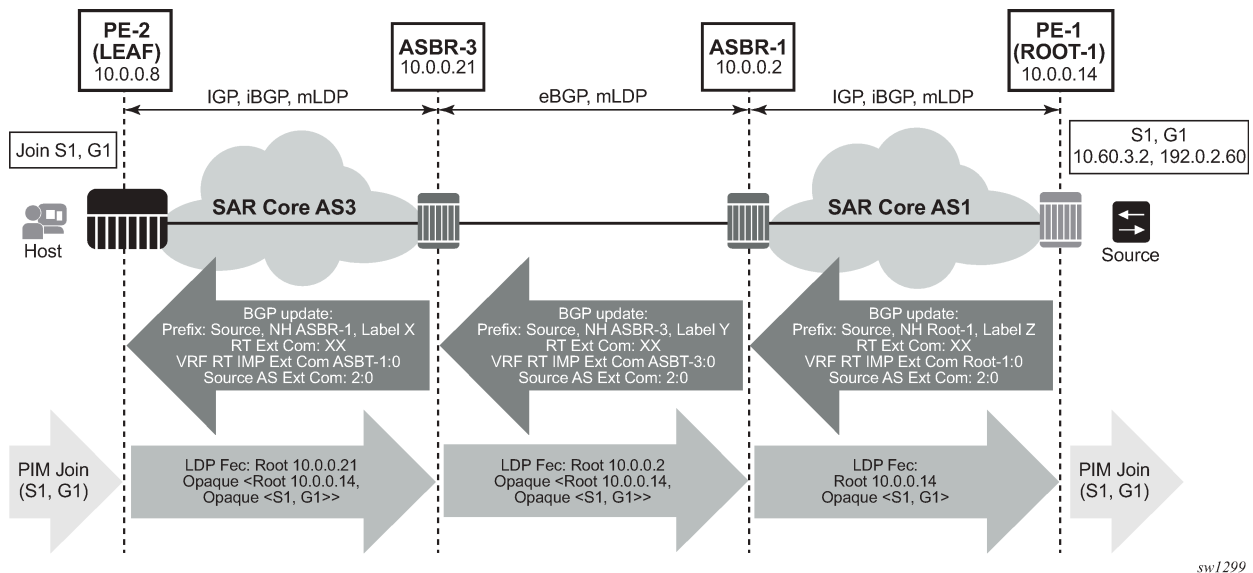 PE-2
(LEAF)
10.0.0.8
ASBR-3
10.0.0.21
ASBR-1
10.0.0.2
PE-1
(ROOT-1)
10.0.0.14
IGP, iBGP, mLDP
eBGP, mLDP
IGP, iBGP, mLDP
Join S1, G1
S1, G1
10.60.3.2, 192.0.2.60
SAR Core AS3
SAR Core AS1
Host
Source
BGP update:
Prefix: Source, NH ASBR-1, Label X
RT Ext Com: XX
VRF RT IMP Ext Com ASBT-1:0
Source AS Ext Com: 2:0
BGP update:
Prefix: Source, NH ASBR-3, Label Y
RT Ext Com: XX
VRF RT IMP Ext Com ASBT-3:0
Source AS Ext Com: 2:0
BGP update:
Prefix: Source, NH Root-1, Label Z
RT Ext Com: XX
VRF RT IMP Ext Com Root-1:0
Source AS Ext Com: 2:0
PIM Join
(S1, G1)
LDP Fec: Root 10.0.0.21
Opaque <Root 10.0.0.14,
Opaque <S1, G1>>
LDP Fec: Root 10.0.0.2
Opaque <Root 10.0.0.14,
Opaque <S1, G1>>
LDP Fec:
Root 10.0.0.14
Opaque <S1, G1>
PIM Join
(S1, G1)
sw1299